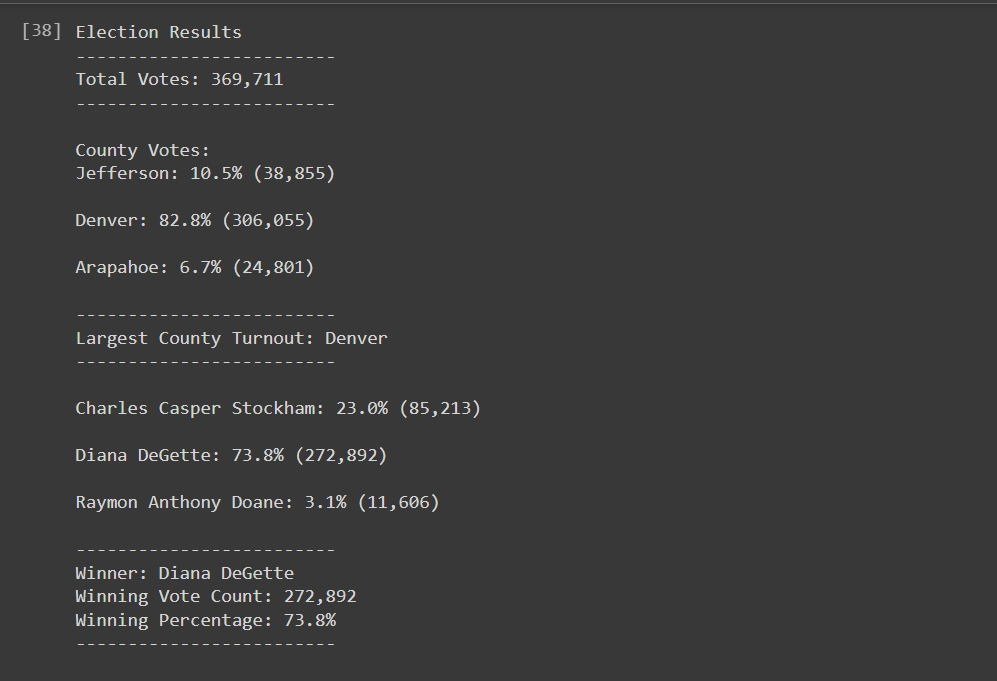 [38] Election Results
-------------------------
Total Votes: 369,711
-------------------------
County Votes:
Jefferson: 10.5% (38,855)
Denver: 82.8% (306,055)
Arapahoe: 6.7% (24,801)
-------------------------
Largest County Turnout: Denver
-------------------------
Charles Casper Stockham: 23.0% (85,213)
Diana DeGette: 73.8% (272,892)
Raymon Anthony Doane: 3.1% (11,606)
-------------------------
Winner: Diana DeGette
Winning Vote Count: 272,892
Winning Percentage: 73.8%
-------------------------